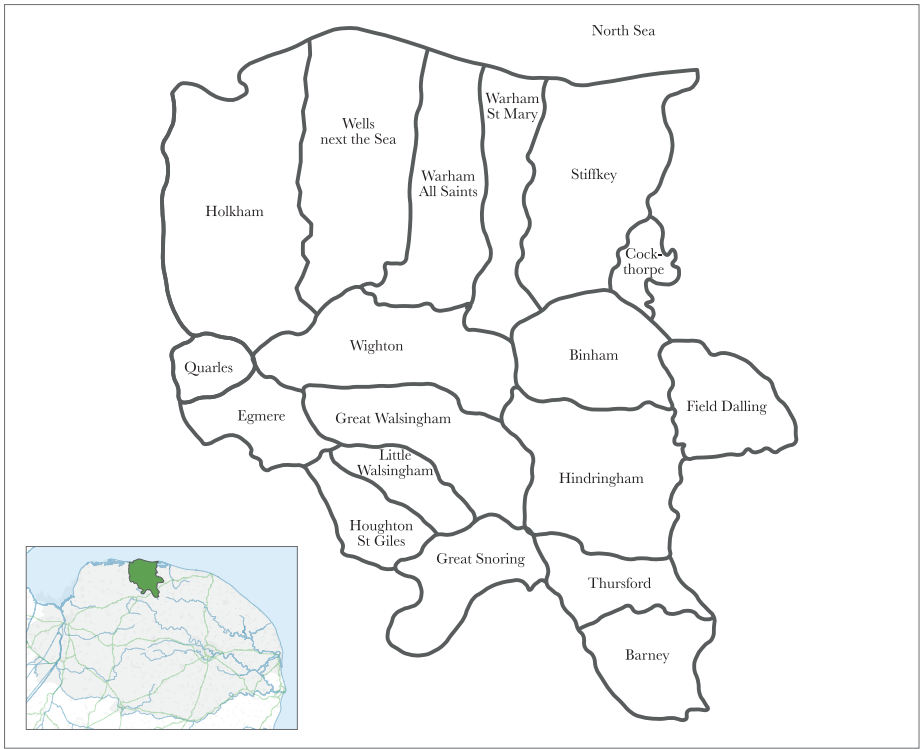 North Sea
Warham
St Mary
Wells
next the Sea
Warham
All Saints
Stiffkey
Holkham
Cock-
thorpe
Wighton
Binham
Quarles
Field Dalling
Egmere
Great Walsingham
Little
Walsingham
Hindringham
Houghton
St Giles
Great Snoring
Thursford
Barney